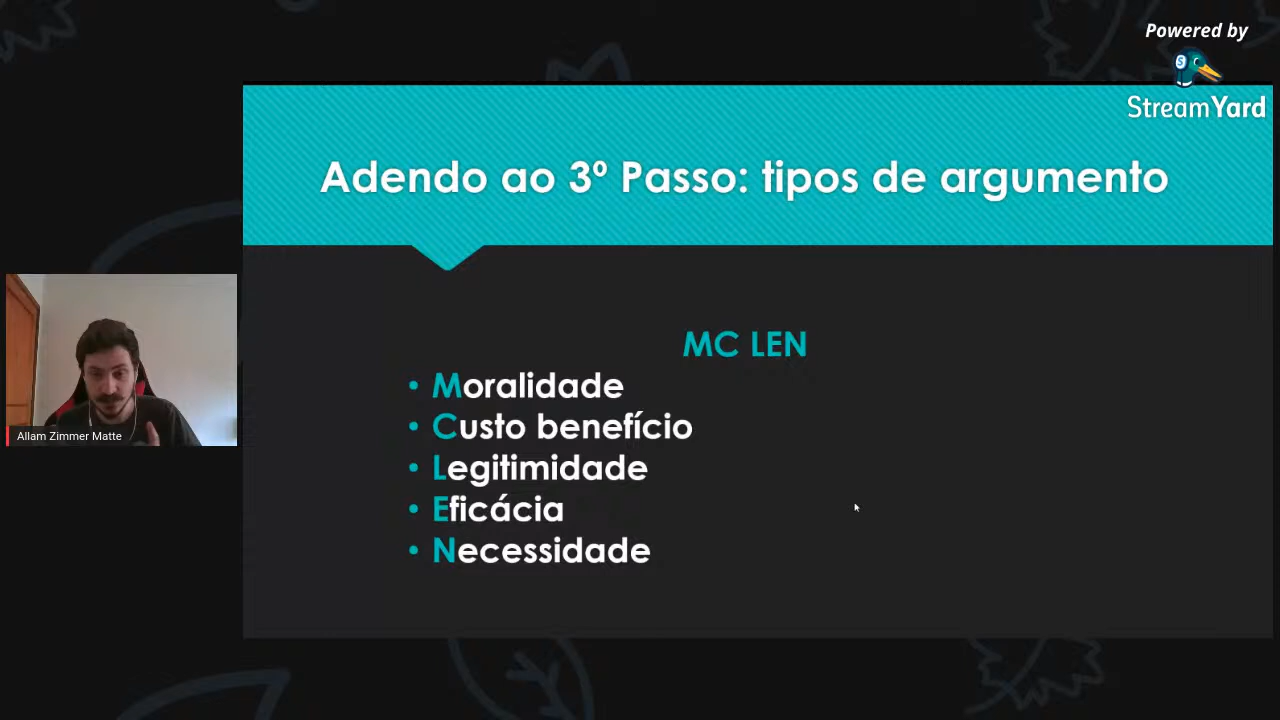 Powered by
StreamYard
Adendo ao 3º Passo: tipos de argumento
MC LEN
• Moralidade
• Custo benefício
• Legitimidade
• Eficácia
• Necessidade
Allam Zimmer Matte